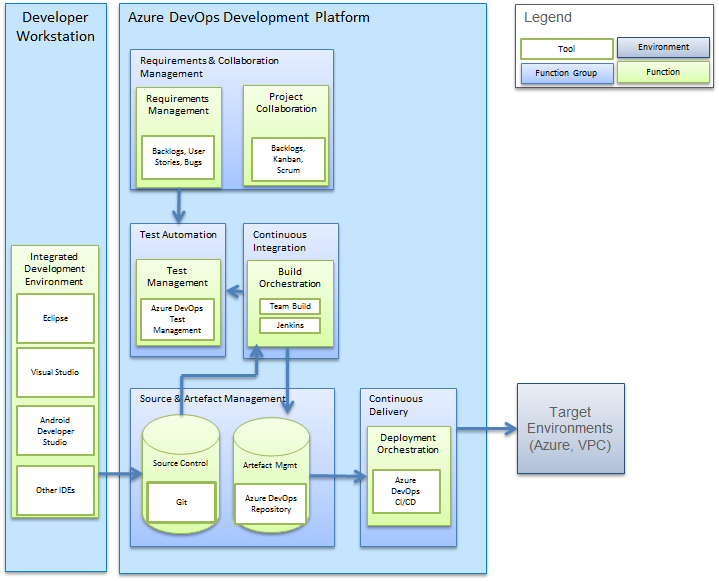 Developer
Workstation
Azure DevOps Development Platform
Legend
Tool
Environment
Function Group
Function
Requirements & Collaboration
Management
Requirements
Management
Backlogs, User
Stories, Bugs
Project
Collaboration
Backlogs,
Kanban,
Scrum
Test Automation
Test
Management
Azure DevOps
Test
Management
Continuous
Integration
Build
Orchestration
Team Build
Jenkins
Integrated
Development
Environment
Eclipse
Visual Studio
Android
Developer
Studio
Other IDEs
Source & Artefact Management
Source Control
Git
Artefact Mgmt
Azure DevOps
Repository
Continuous
Delivery
Deployment
Orchestration
Azure
DevOps
CI/CD
Target
Environments
(Azure, VPC)